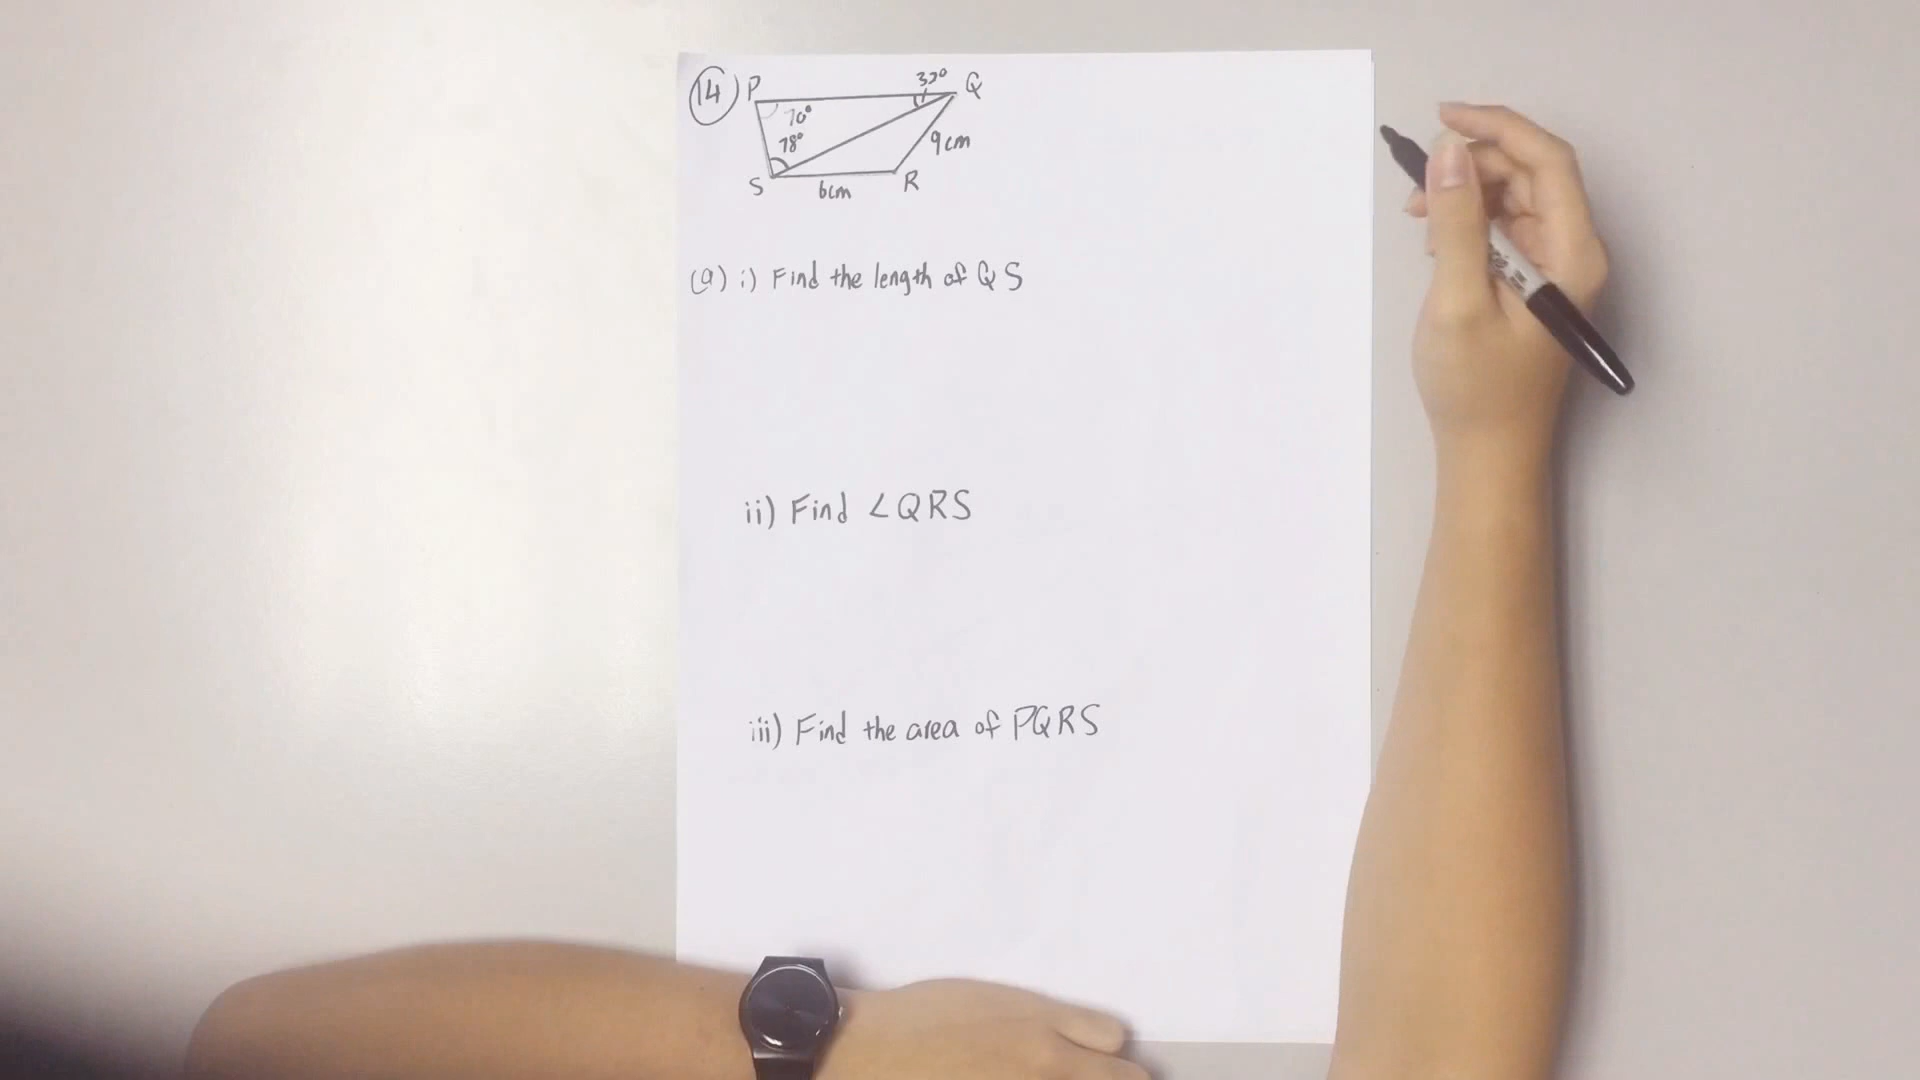 14) P 32° Q
70°
78° 9cm
S 6cm R
(a) i) Find the length of QS
ii) Find ∠QRS
iii) Find the area of PQRS